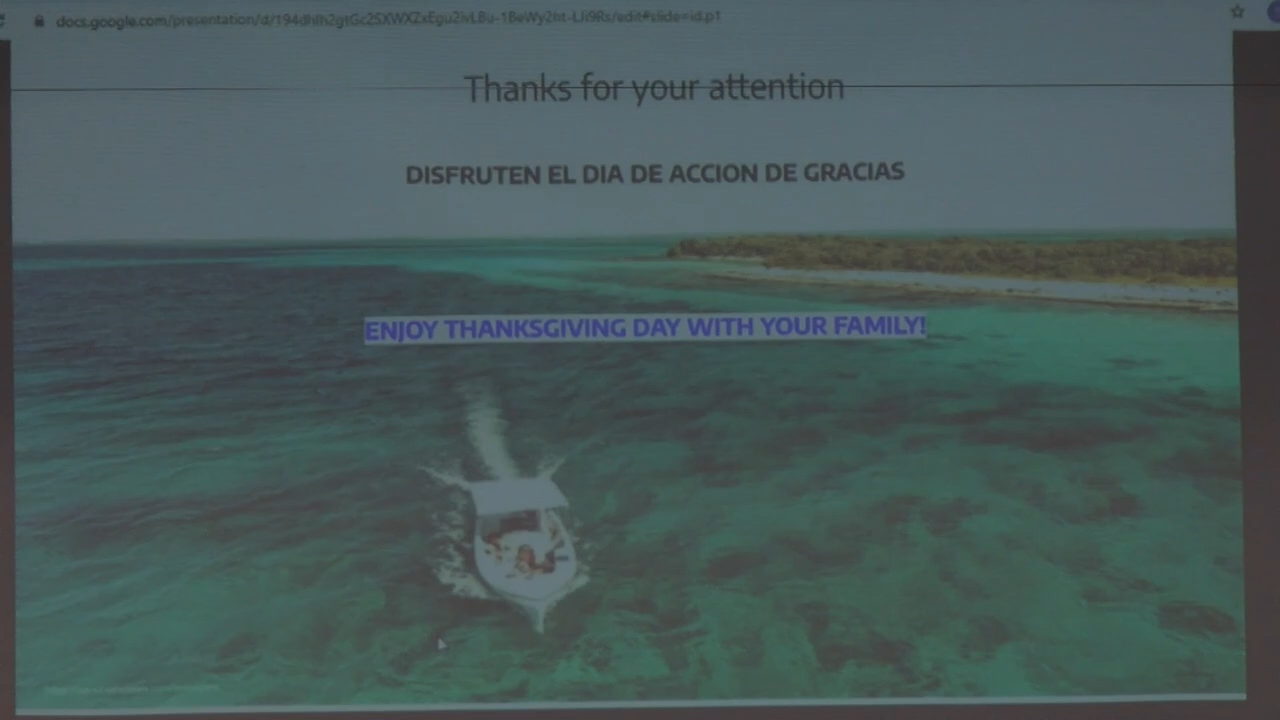 Thanks for your attention
DISFRUTEN EL DIA DE ACCION DE GRACIAS
ENJOY THANKSGIVING DAY WITH YOUR FAMILY!